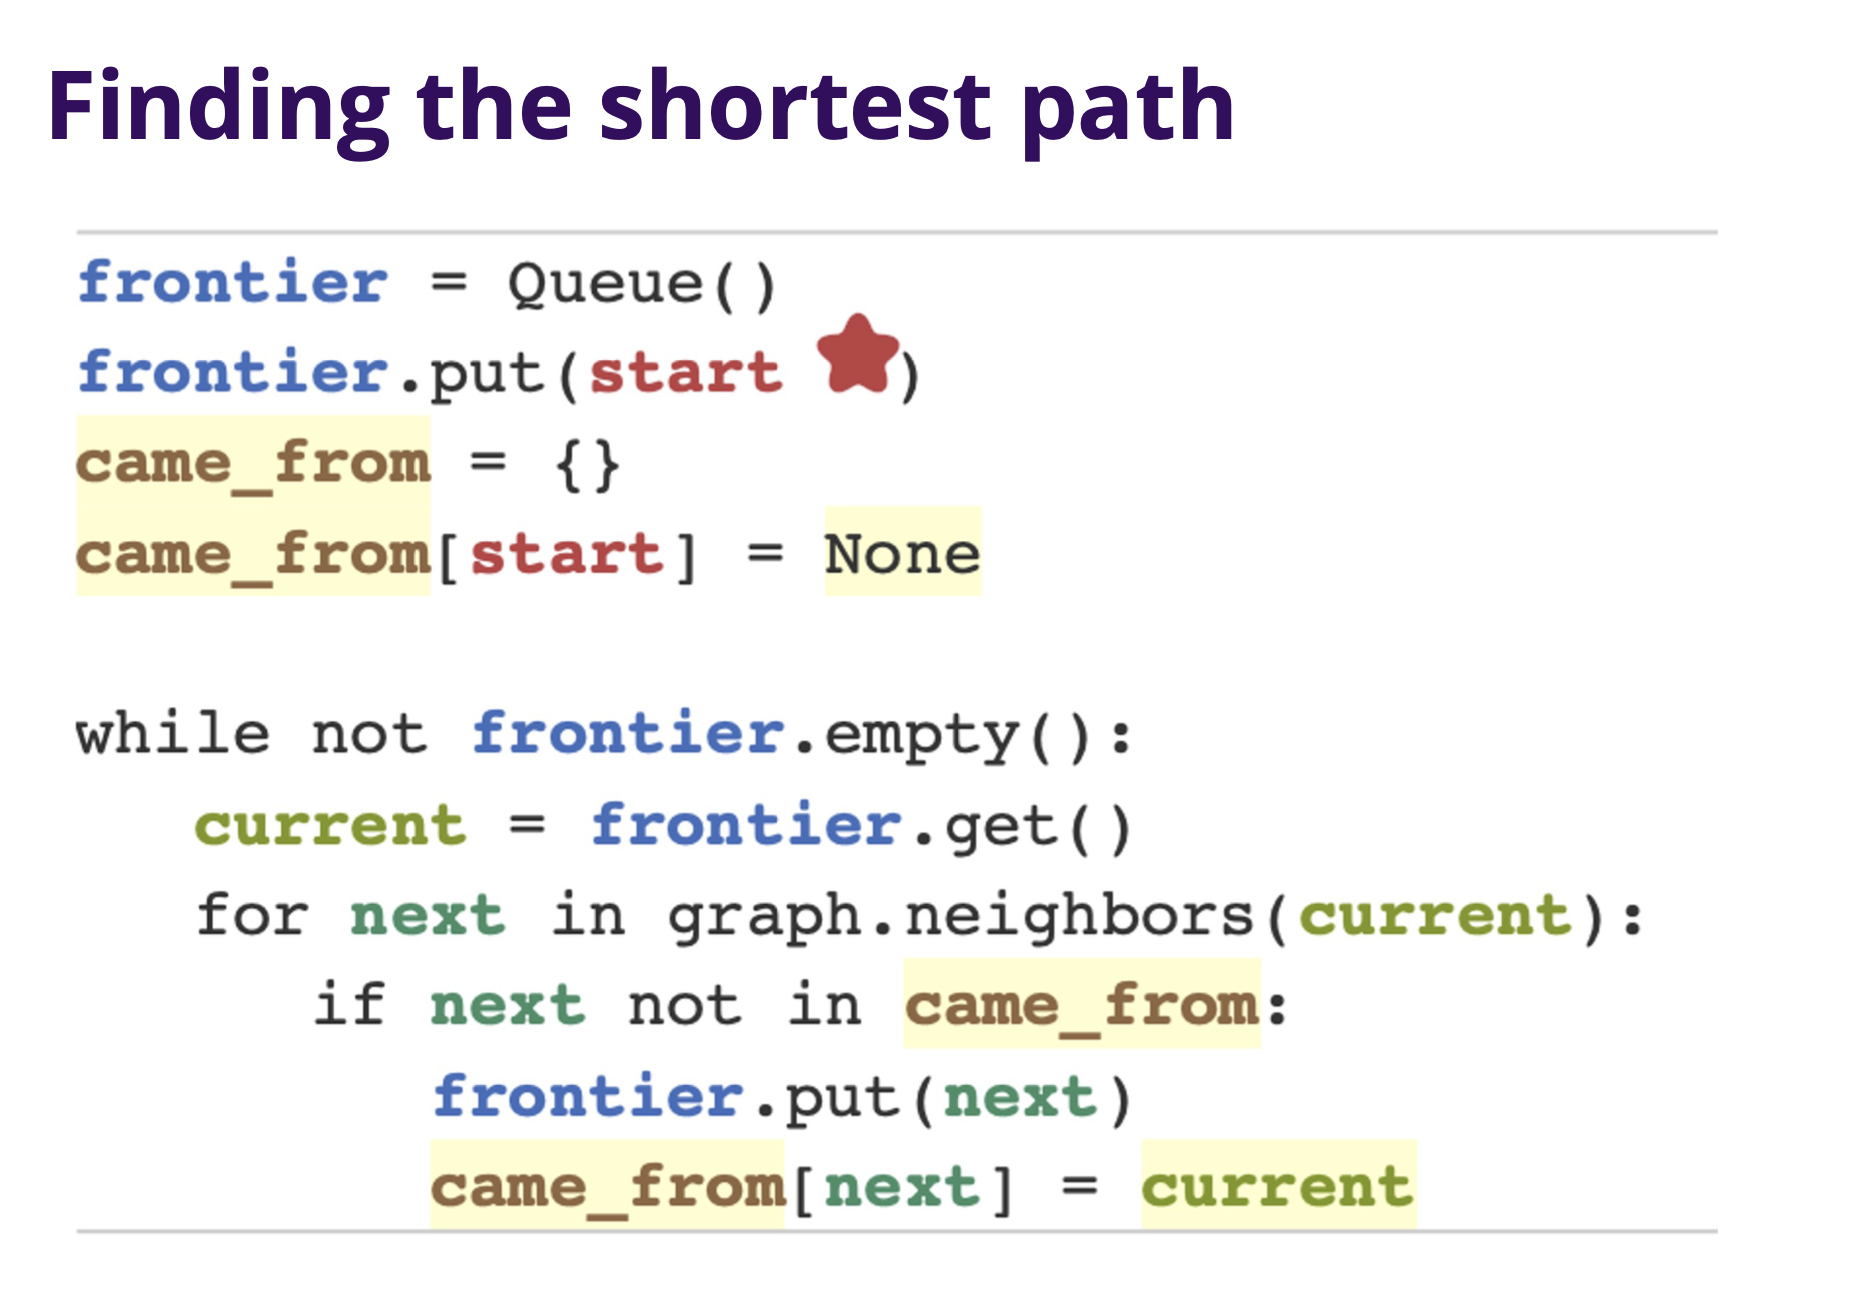 Finding the shortest path
frontier = Queue()
frontier.put(start ★)
came_from = {}
came_from[start] = None
while not frontier.empty():
   current = frontier.get()
   for next in graph.neighbors(current):
      if next not in came_from:
         frontier.put(next)
         came_from[next] = current